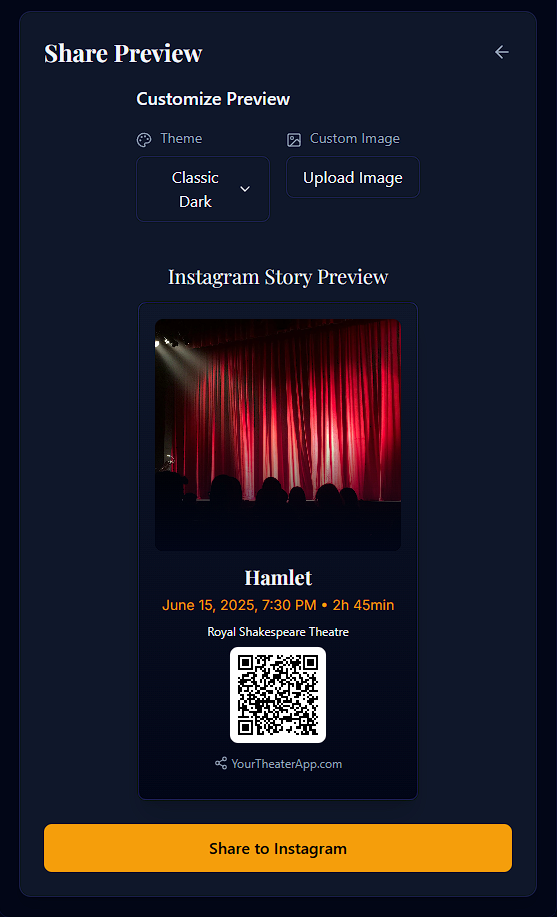 Share Preview
Customize Preview
Theme
Custom Image
Classic
Dark
Upload Image
Instagram Story Preview
Hamlet
June 15, 2025, 7:30 PM • 2h 45min
Royal Shakespeare Theatre
YourTheaterApp.com
Share to Instagram